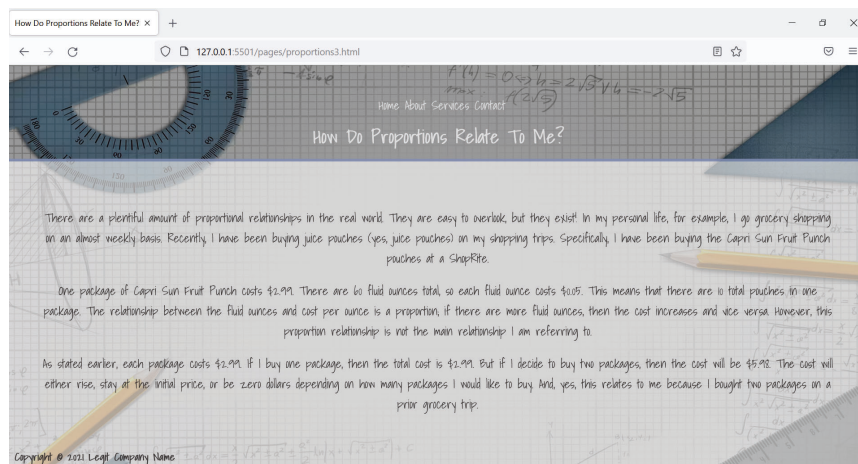 How Do Proportions Relate To Me?
127.0.0.1:5501/pages/proportions3.html
Home About Services Contact
How Do Proportions Relate To Me?
There are a plentiful amount of proportional relationships in the real world. They are easy to overlook, but they exist! In my personal life, for example, I go grocery shopping
on an almost weekly basis. Recently, I have been buying juice pouches (yes, juice pouches) on my shopping trips. Specifically, I have been buying the Capri Sun Fruit Punch
pouches at a ShopRite.
One package of Capri Sun Fruit Punch costs $2.99. There are 60 fluid ounces total, so each fluid ounce costs $0.05. This means that there are 10 total pouches in one
package. The relationship between the fluid ounces and cost per ounce is a proportion, if there are more fluid ounces, then the cost increases and vice versa. However, this
proportion relationship is not the main relationship I am referring to.
As stated earlier, each package costs $2.99. If I buy one package, then the total cost is $2.99. But if I decide to buy two packages, then the cost will be $5.98. The cost will
either rise, stay at the initial price, or be zero dollars depending on how many packages I would like to buy. And, yes, this relates to me because I bought two packages on a
prior grocery trip.
Copyright © 2021 Legit Company Name